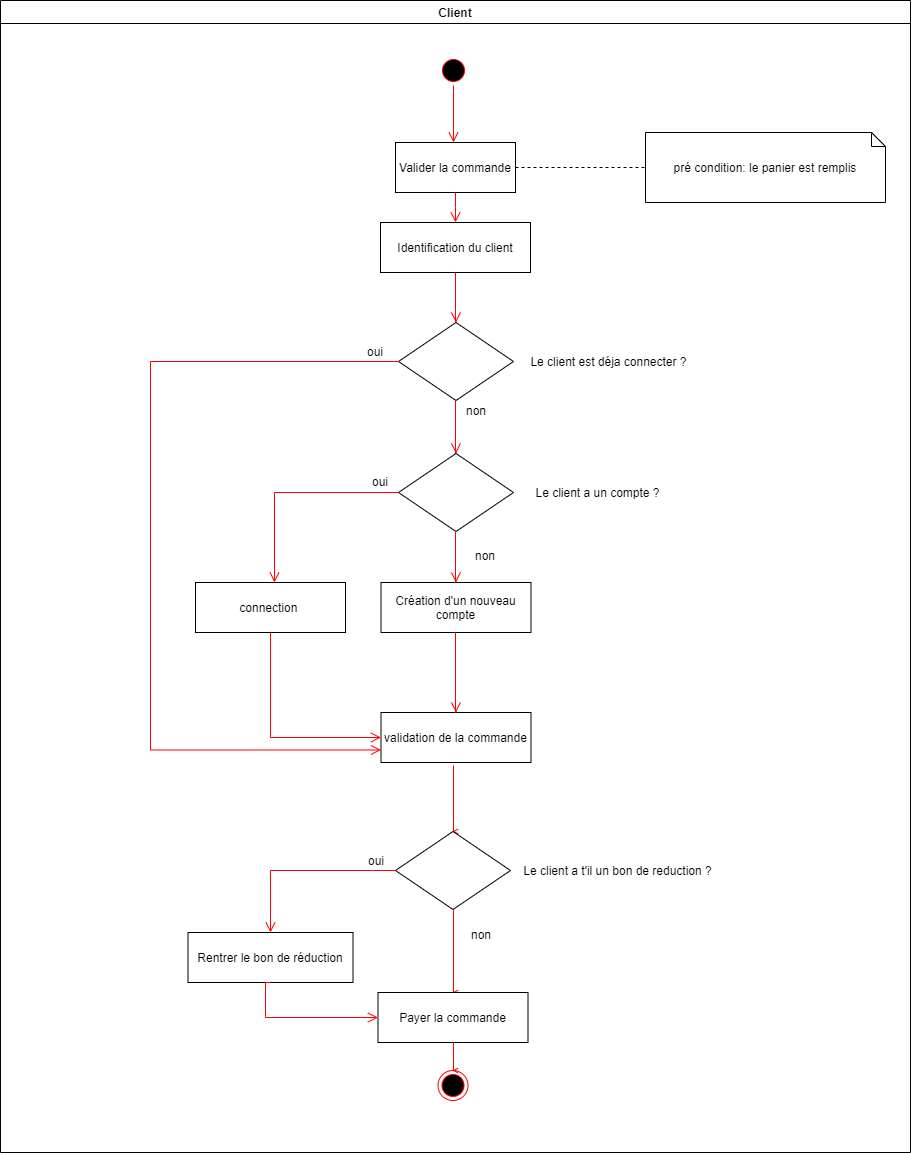 Client
Valider la commande
pré condition: le panier est remplis
Identification du client
oui
Le client est déja connecter ?
non
oui
Le client a un compte ?
non
connection
Création d'un nouveau
compte
validation de la commande
oui
Le client a t'il un bon de reduction ?
non
Rentrer le bon de réduction
Payer la commande